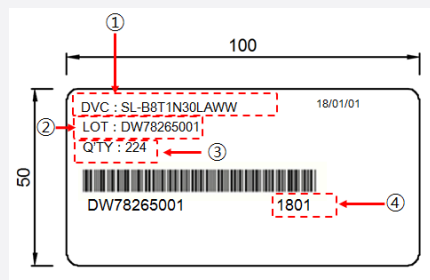 ①
100
DVC : SL-B8T1N30LAWW
18/01/01
② LOT : DW78265001
Q'TY : 224
③
50
DW78265001
1801
④